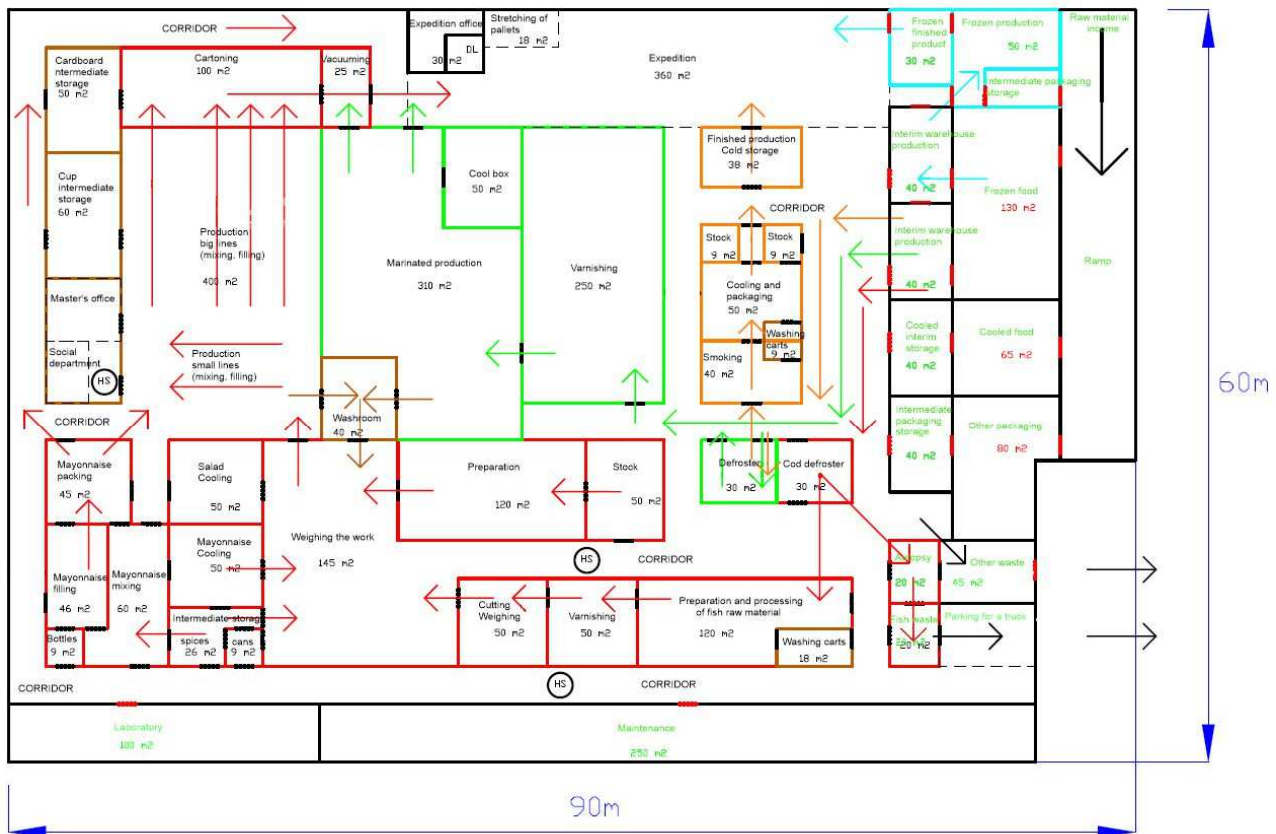 CORRIDOR
Expedition office
30 m2
DL
Stretching of
pallets
18 m2
Expedition
360 m2
Frozen
finished
product
30 m2
Frozen production
50 m2
Raw material
income
Intermediate packaging
storage
Cardboard
ntermediate
storage
50 m2
Cartoning
100 m2
Vacuuming
25 m2
Cup
intermediate
storage
60 m2
Master's office
Social
department
HS
Production
big lines
(mixing, filling)
400 m2
Production
small lines
(mixing, filling)
Marinated production
310 m2
Cool box
50 m2
Varnishing
250 m2
Finished production
Cold storage
38 m2
CORRIDOR
Stock
9 m2
Stock
9 m2
Cooling and
packaging
50 m2
Washing
carts
9 m2
Smoking
40 m2
Interim warehouse
production
40 m2
Interim warehouse
production
40 m2
Cooled
interim
storage
40 m2
Intermediate
packaging
storage
40 m2
Frozen food
130 m2
Cooled food
65 m2
Other packaging
80 m2
Ramp
60m
Washroom
40 m2
CORRIDOR
Mayonnaise
packing
45 m2
Salad
Cooling
50 m2
Preparation
120 m2
Stock
50 m2
Defroster
30 m2
Cod defroster
30 m2
Mayonnaise
filling
46 m2
Mayonnaise
mixing
60 m2
Mayonnaise
Cooling
50 m2
Weighing the work
145 m2
HS
CORRIDOR
Bottles
9 m2
Intermediate storag
spices
26 m2
cans
9 m2
Cutting
Weighing
50 m2
Varnishing
50 m2
Preparation and processing
of fish raw material
120 m2
Washing carts
18 m2
Autopsy
20 m2
Other waste
45 m2
Fish waste
20 m2
Parking for a truck
CORRIDOR
HS
CORRIDOR
Laboratory
100 m2
Maintenance
250 m2
90m